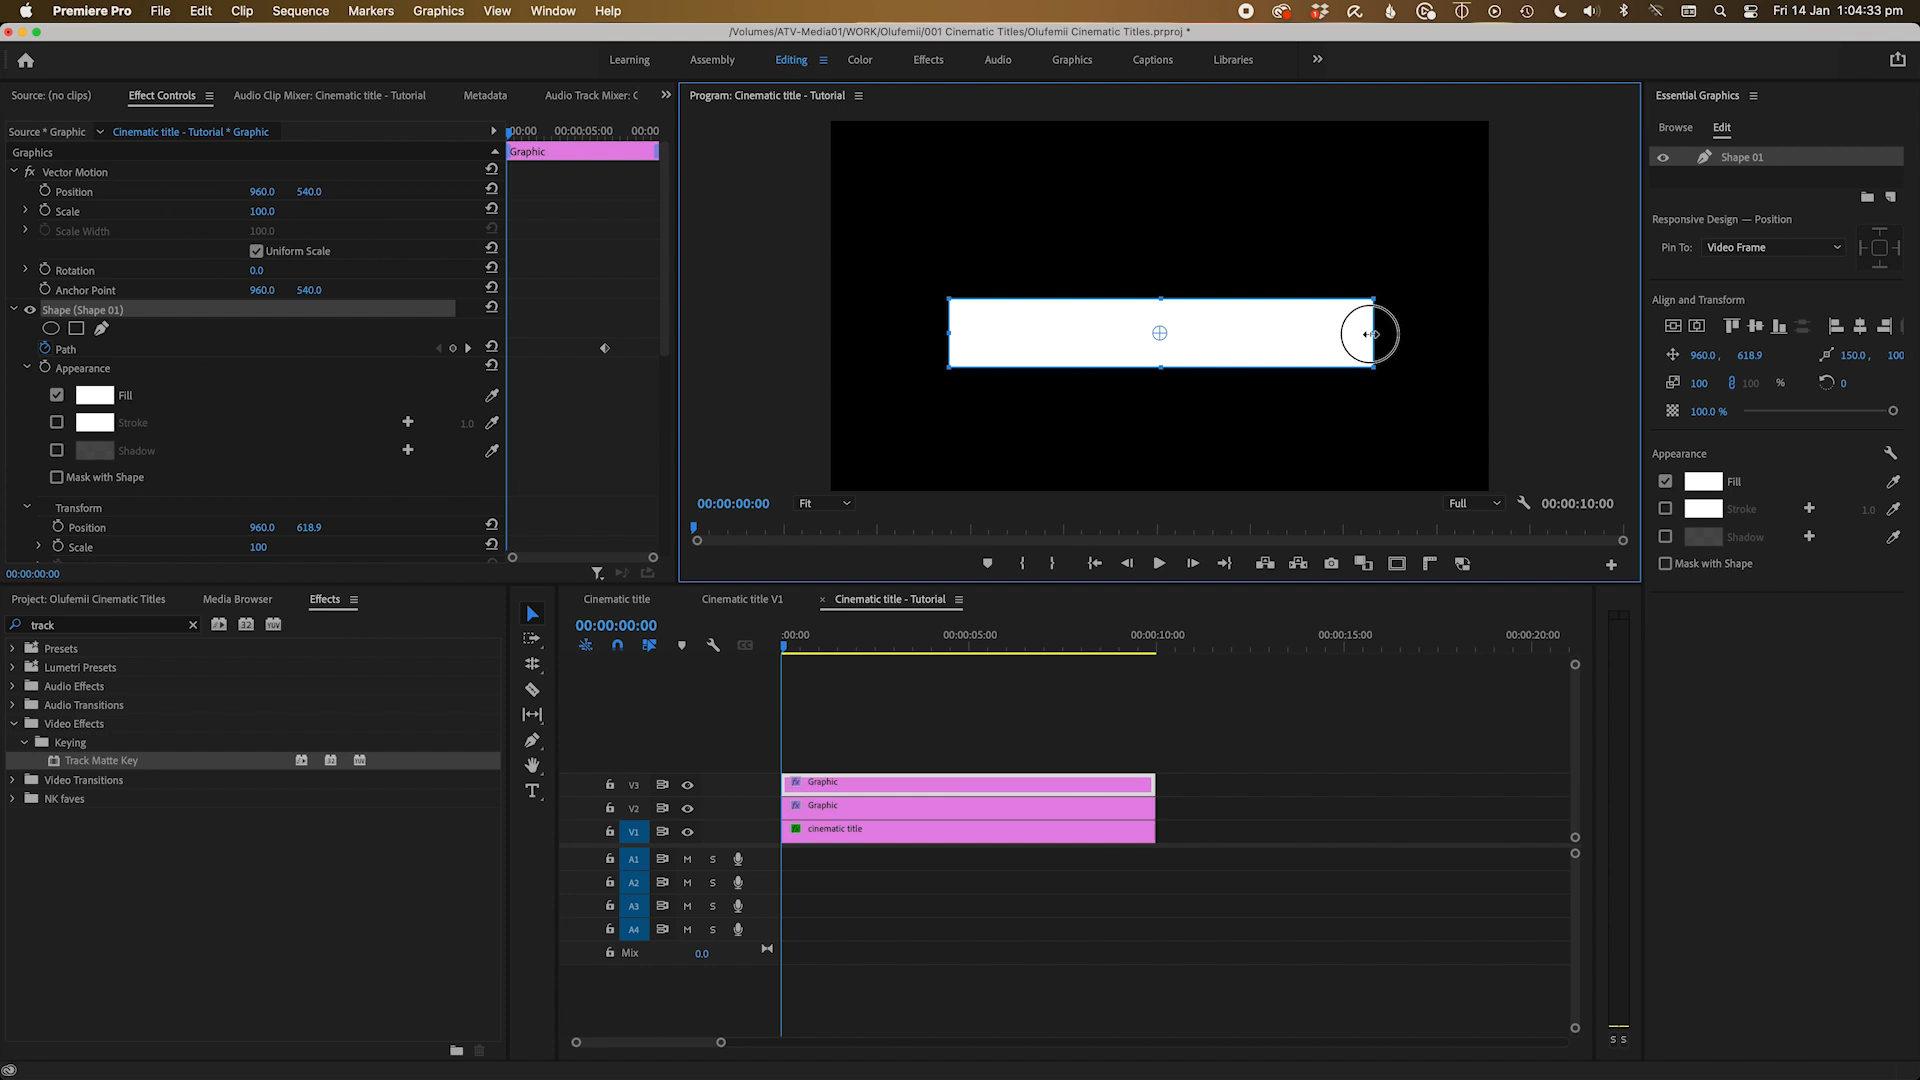 Premiere Pro File Edit Clip Sequence Markers Graphics View Window Help Fri 14 Jan 1:04:33 pm
/Volumes/ATV-Media01/WORK/Olufemii/001 Cinematic Titles/Olufemii Cinematic Titles.prproj *
Learning Assembly Editing Color Effects Audio Graphics Captions Libraries
Source: (no clips) Effect Controls Audio Clip Mixer: Cinematic title - Tutorial Metadata Audio Track Mixer: C
Source * Graphic Cinematic title - Tutorial * Graphic
:00:00 00:00:05:00 00:00
Graphics
Graphic
fx Vector Motion
Position 960.0 540.0
Scale 100.0
Scale Width 100.0
Uniform Scale
Rotation 0.0
Anchor Point 960.0 540.0
Shape (Shape 01)
Path
Appearance
Fill
Stroke 1.0
Shadow
Mask with Shape
Transform
Position 960.0 618.9
Scale 100
00:00:00:00
Program: Cinematic title - Tutorial
00:00:00:00 Fit Full 00:00:10:00
Essential Graphics
Browse Edit
Shape 01
Responsive Design — Position
Pin To: Video Frame
Align and Transform
960.0 , 618.9 150.0 , 100
100 100 % 0
100.0 %
Appearance
Fill
Stroke 1.0
Shadow
Mask with Shape
Project: Olufemii Cinematic Titles Media Browser Effects
track
Presets
Lumetri Presets
Audio Effects
Audio Transitions
Video Effects
Keying
Track Matte Key
Video Transitions
NK faves
Cinematic title Cinematic title V1 × Cinematic title - Tutorial
00:00:00:00
:00:00 00:00:05:00 00:00:10:00 00:00:15:00 00:00:20:00
V3 Graphic
V2 Graphic
V1 cinematic title
A1 M S
A2 M S
A3 M S
A4 M S
Mix 0.0
S S